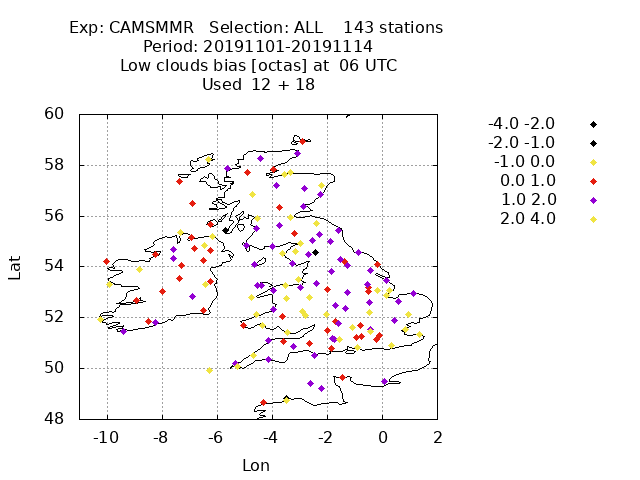 Exp: CAMSMMR Selection: ALL 143 stations
Period: 20191101-20191114
Low clouds bias [octas] at 06 UTC
Used 12 + 18
60
58
56
54
52
50
48
Lat
-10 -8 -6 -4 -2 0 2
Lon
-4.0 -2.0
-2.0 -1.0
-1.0 0.0
0.0 1.0
1.0 2.0
2.0 4.0